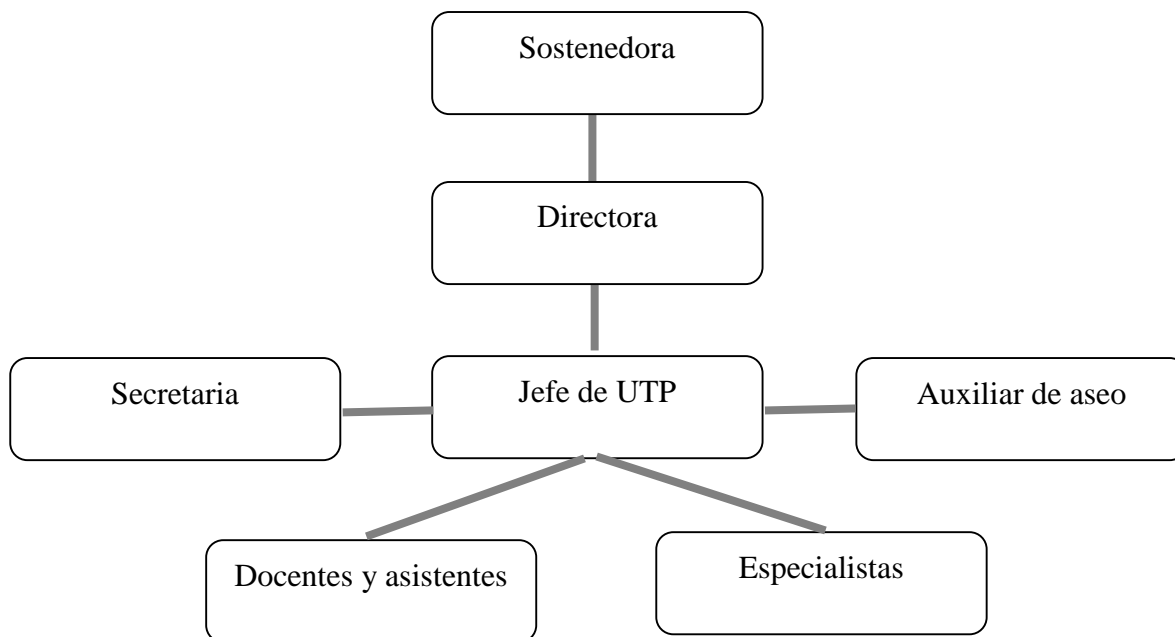 Sostenedora
Directora
Secretaria
Jefe de UTP
Auxiliar de aseo
Docentes y asistentes
Especialistas